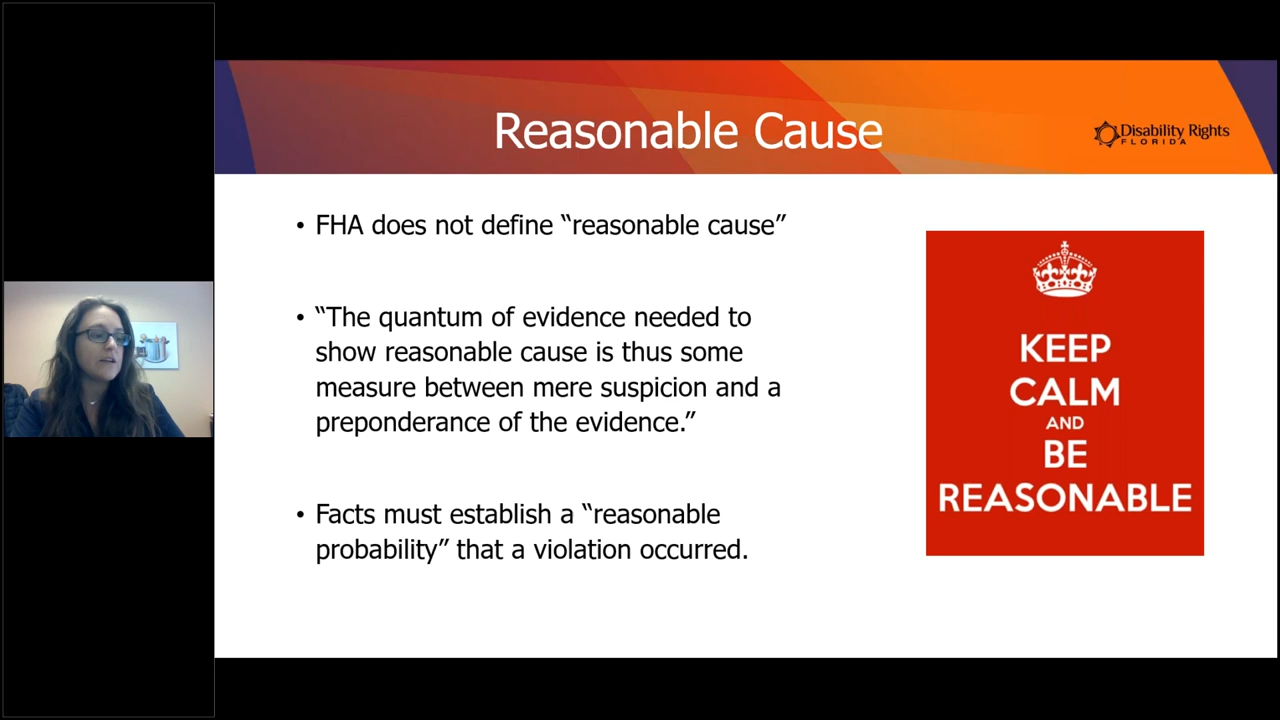 Reasonable Cause
Disability Rights
FLORIDA
• FHA does not define “reasonable cause”
• “The quantum of evidence needed to
show reasonable cause is thus some
measure between mere suspicion and a
preponderance of the evidence.”
• Facts must establish a “reasonable
probability” that a violation occurred.
KEEP
CALM
AND
BE
REASONABLE